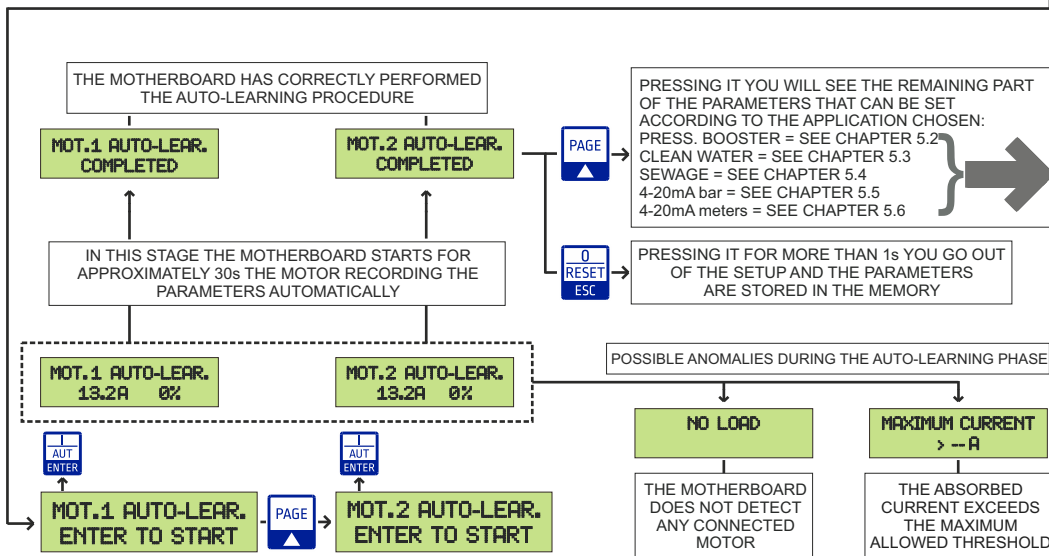 THE MOTHERBOARD HAS CORRECTLY PERFORMED
THE AUTO-LEARNING PROCEDURE
MOT.1 AUTO-LEAR.
COMPLETED
MOT.2 AUTO-LEAR.
COMPLETED
PAGE
PRESSING IT YOU WILL SEE THE REMAINING PART
OF THE PARAMETERS THAT CAN BE SET
ACCORDING TO THE APPLICATION CHOSEN:
PRESS. BOOSTER = SEE CHAPTER 5.2
CLEAN WATER = SEE CHAPTER 5.3
SEWAGE = SEE CHAPTER 5.4
4-20mA bar = SEE CHAPTER 5.5
4-20mA meters = SEE CHAPTER 5.6
IN THIS STAGE THE MOTHERBOARD STARTS FOR
APPROXIMATELY 30s THE MOTOR RECORDING THE
PARAMETERS AUTOMATICALLY
0
RESET
ESC
PRESSING IT FOR MORE THAN 1s YOU GO OUT
OF THE SETUP AND THE PARAMETERS
ARE STORED IN THE MEMORY
MOT.1 AUTO-LEAR.
13.2A 0%
MOT.2 AUTO-LEAR.
13.2A 0%
POSSIBLE ANOMALIES DURING THE AUTO-LEARNING PHASE
NO LOAD
MAXIMUM CURRENT
> --A
THE MOTHERBOARD
DOES NOT DETECT
ANY CONNECTED
MOTOR
THE ABSORBED
CURRENT EXCEEDS
THE MAXIMUM
ALLOWED THRESHOLD
I
AUT
ENTER
I
AUT
ENTER
MOT.1 AUTO-LEAR.
ENTER TO START
PAGE
MOT.2 AUTO-LEAR.
ENTER TO START